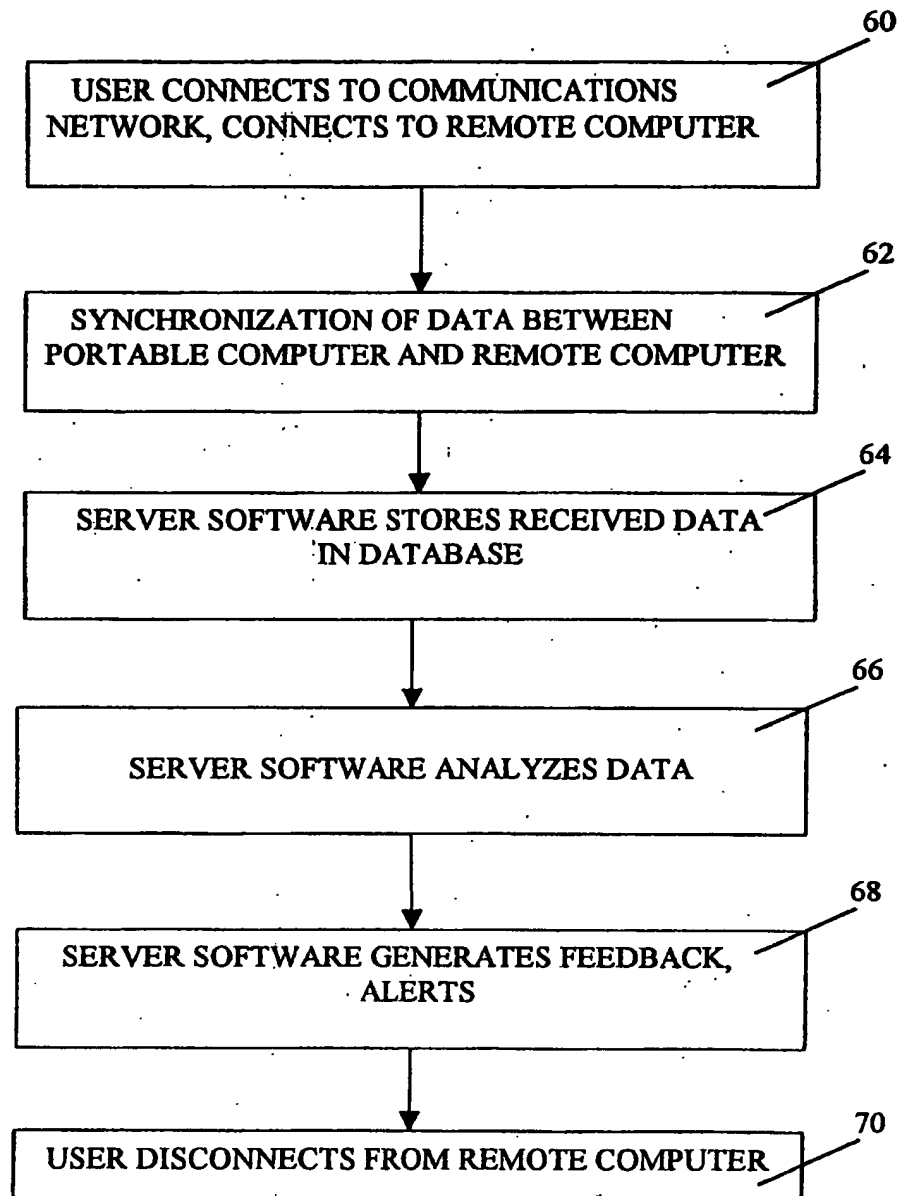 60
USER CONNECTS TO COMMUNICATIONS
NETWORK, CONNECTS TO REMOTE COMPUTER
62
SYNCHRONIZATION OF DATA BETWEEN
PORTABLE COMPUTER AND REMOTE COMPUTER
64
SERVER SOFTWARE STORES RECEIVED DATA
IN DATABASE
66
SERVER SOFTWARE ANALYZES DATA
68
SERVER SOFTWARE GENERATES FEEDBACK,
ALERTS
70
USER DISCONNECTS FROM REMOTE COMPUTER